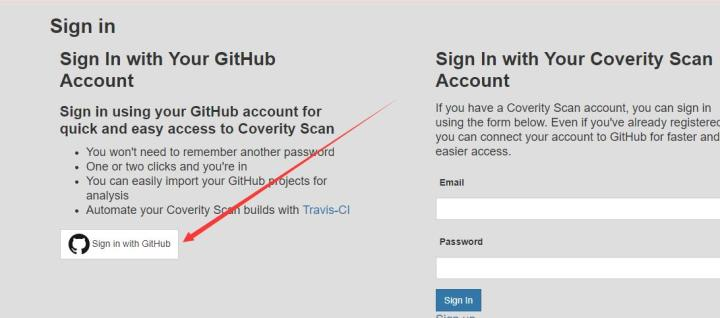 Sign in
Sign In with Your GitHub
Account
Sign in using your GitHub account for
quick and easy access to Coverity Scan
You won't need to remember another password
One or two clicks and you're in
You can easily import your GitHub projects for
analysis
Automate your Coverity Scan builds with Travis-CI
Sign in with GitHub
Sign In with Your Coverity Scan
Account
If you have a Coverity Scan account, you can sign in
using the form below. Even if you've already registered
you can connect your account to GitHub for faster and
easier access.
Email
Password
Sign In
Sign up